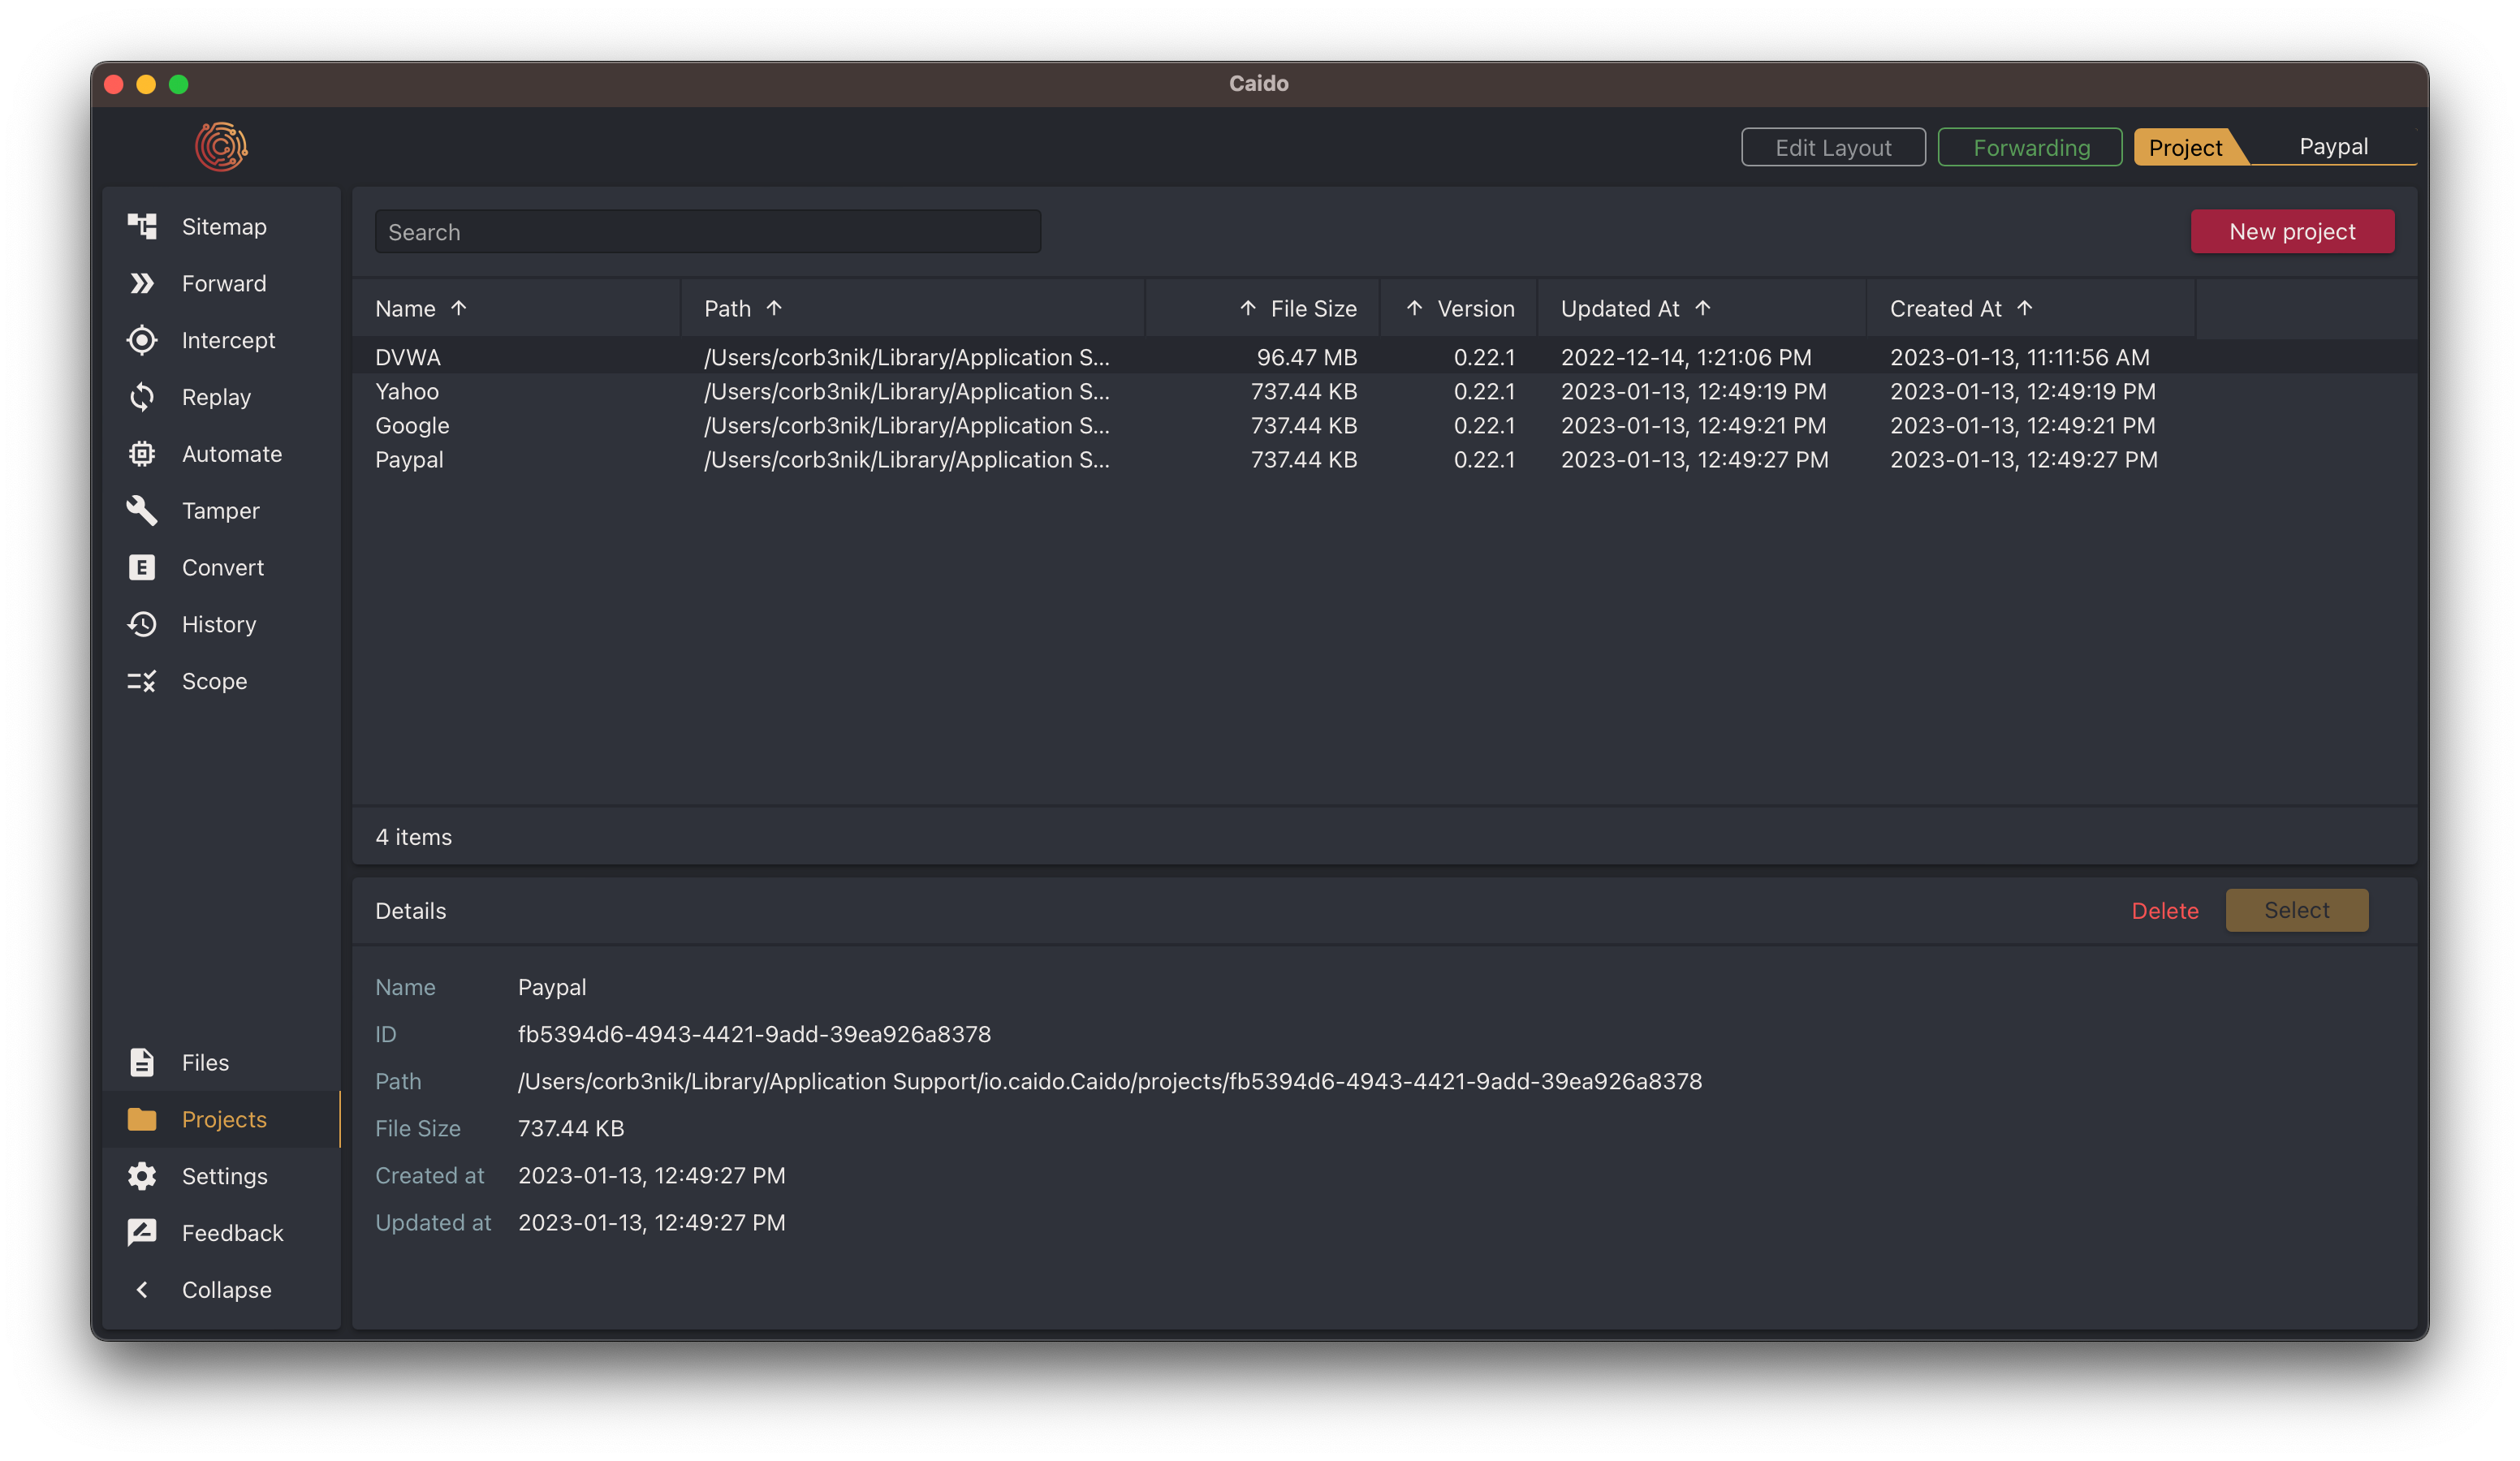 Caido
Edit Layout Forwarding Project Paypal
Sitemap
Forward
Intercept
Replay
Automate
Tamper
Convert
History
Scope
Files
Projects
Settings
Feedback
Collapse
Search New project
Name Path File Size Version Updated At Created At
DVWA /Users/corb3nik/Library/Application S... 96.47 MB 0.22.1 2022-12-14, 1:21:06 PM 2023-01-13, 11:11:56 AM
Yahoo /Users/corb3nik/Library/Application S... 737.44 KB 0.22.1 2023-01-13, 12:49:19 PM 2023-01-13, 12:49:19 PM
Google /Users/corb3nik/Library/Application S... 737.44 KB 0.22.1 2023-01-13, 12:49:21 PM 2023-01-13, 12:49:21 PM
Paypal /Users/corb3nik/Library/Application S... 737.44 KB 0.22.1 2023-01-13, 12:49:27 PM 2023-01-13, 12:49:27 PM
4 items
Details Delete Select
Name Paypal
ID fb5394d6-4943-4421-9add-39ea926a8378
Path /Users/corb3nik/Library/Application Support/io.caido.Caido/projects/fb5394d6-4943-4421-9add-39ea926a8378
File Size 737.44 KB
Created at 2023-01-13, 12:49:27 PM
Updated at 2023-01-13, 12:49:27 PM